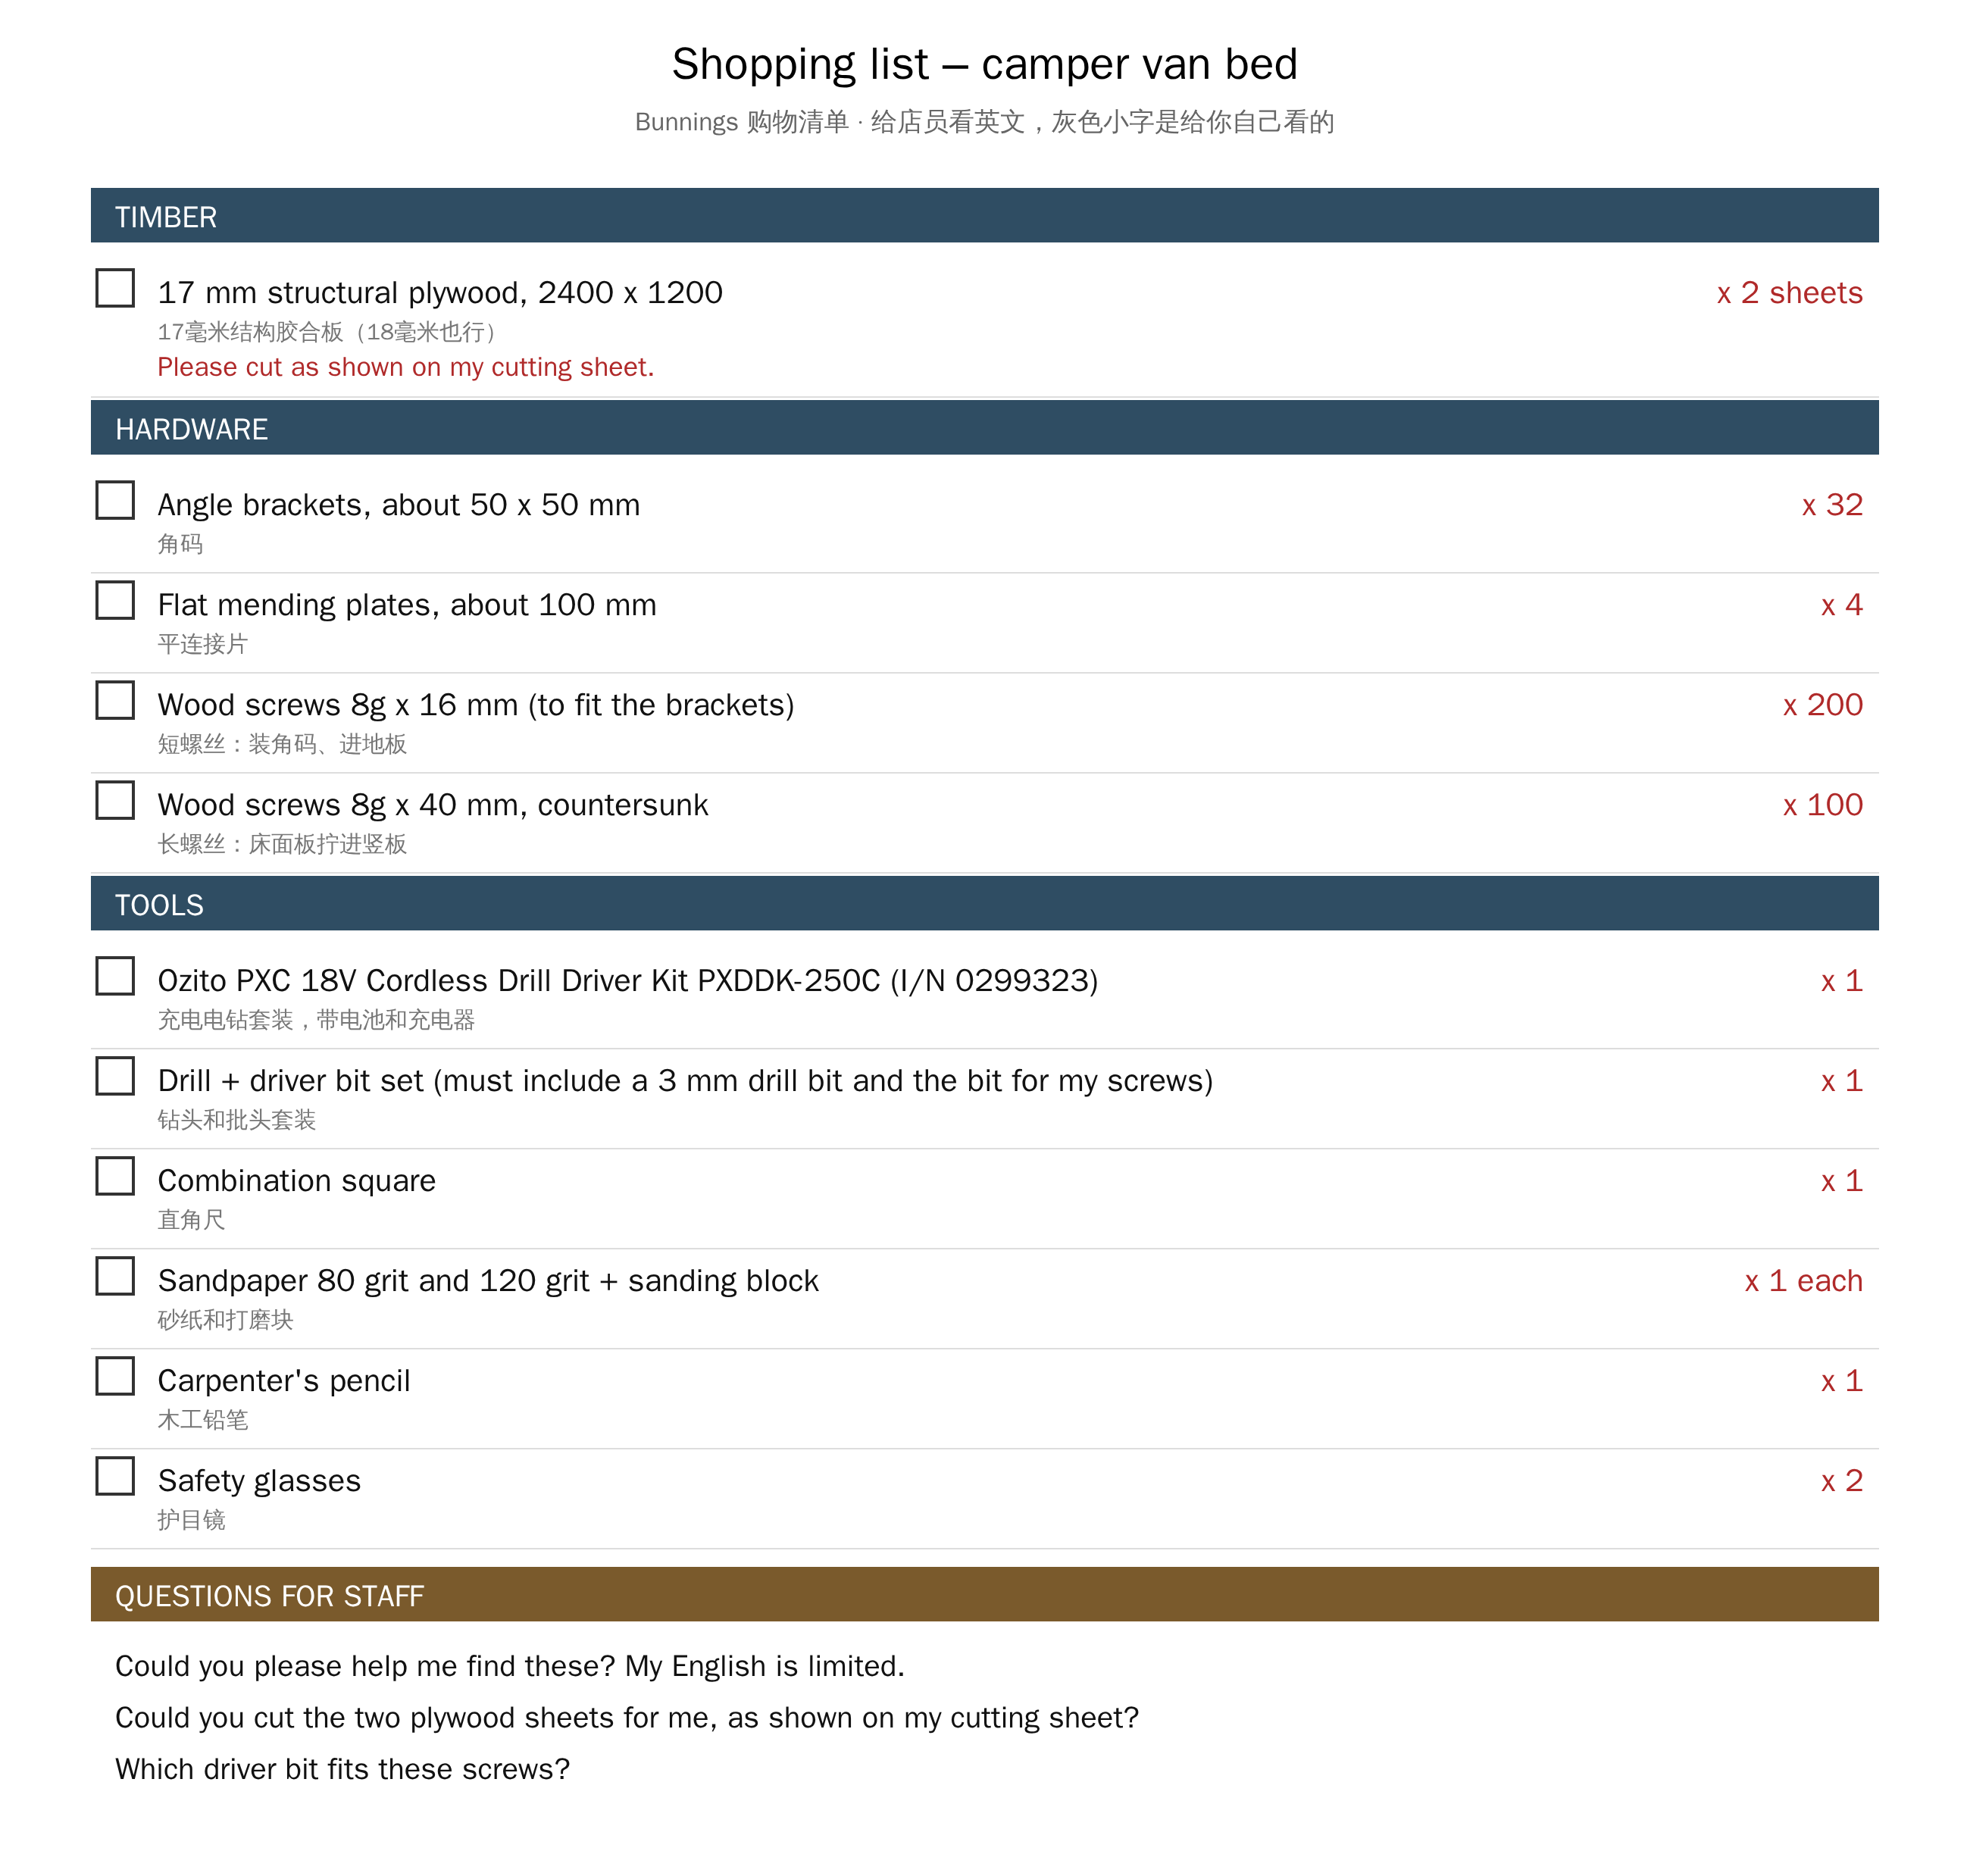 Shopping list – camper van bed
Bunnings 购物清单 · 给店员看英文，灰色小字是给你自己看的
TIMBER
17 mm structural plywood, 2400 x 1200 x 2 sheets
17毫米结构胶合板（18毫米也行）
Please cut as shown on my cutting sheet.
HARDWARE
Angle brackets, about 50 x 50 mm x 32
角码
Flat mending plates, about 100 mm x 4
平连接片
Wood screws 8g x 16 mm (to fit the brackets) x 200
短螺丝：装角码、进地板
Wood screws 8g x 40 mm, countersunk x 100
长螺丝：床面板拧进竖板
TOOLS
Ozito PXC 18V Cordless Drill Driver Kit PXDDK-250C (I/N 0299323) x 1
充电电钻套装，带电池和充电器
Drill + driver bit set (must include a 3 mm drill bit and the bit for my screws) x 1
钻头和批头套装
Combination square x 1
直角尺
Sandpaper 80 grit and 120 grit + sanding block x 1 each
砂纸和打磨块
Carpenter's pencil x 1
木工铅笔
Safety glasses x 2
护目镜
QUESTIONS FOR STAFF
Could you please help me find these? My English is limited.
Could you cut the two plywood sheets for me, as shown on my cutting sheet?
Which driver bit fits these screws?